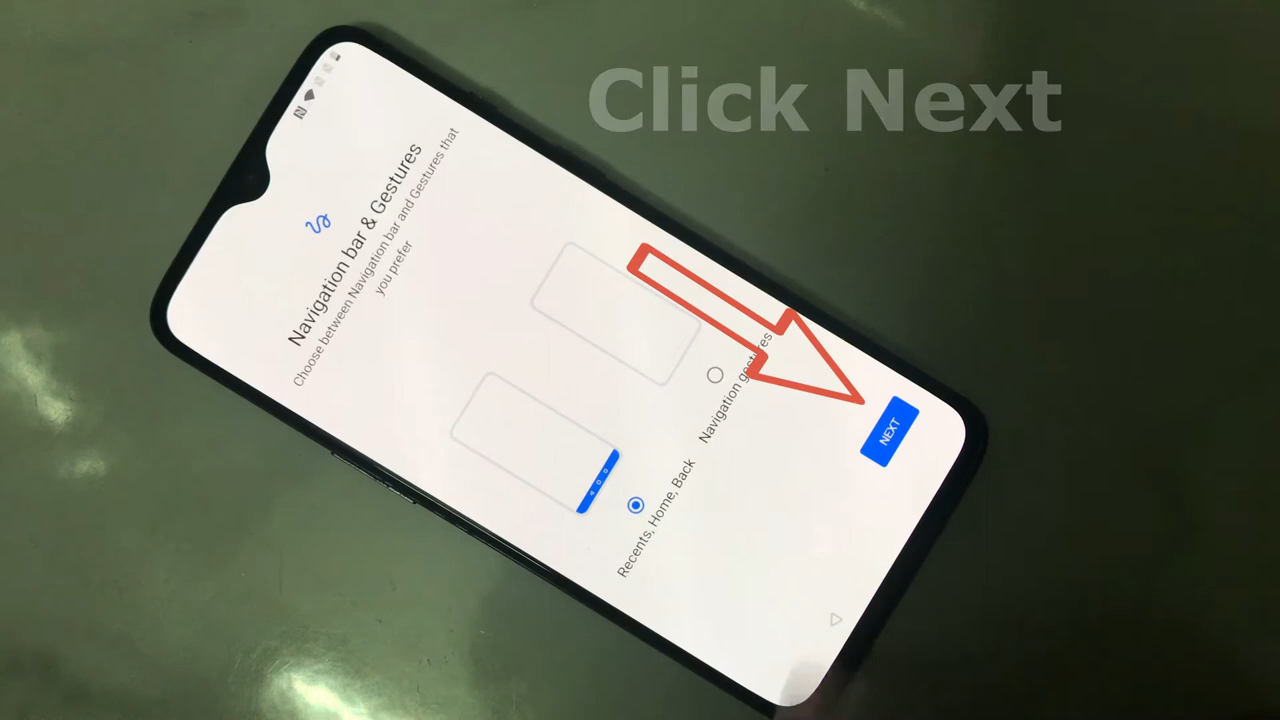 Click Next
Navigation bar & Gestures
Choose between Navigation bar and Gestures that
you prefer
Recents, Home, Back
Navigation gestures
NEXT